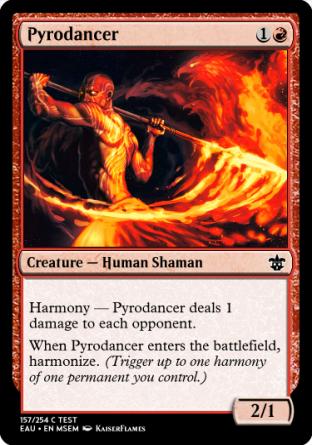 Pyrodancer 1
Creature — Human Shaman
Harmony — Pyrodancer deals 1
damage to each opponent.
When Pyrodancer enters the battlefield,
harmonize. (Trigger up to one harmony
of one permanent you control.)
2/1
157/254 C TEST
EAU • EN MSEM KaiserFlames